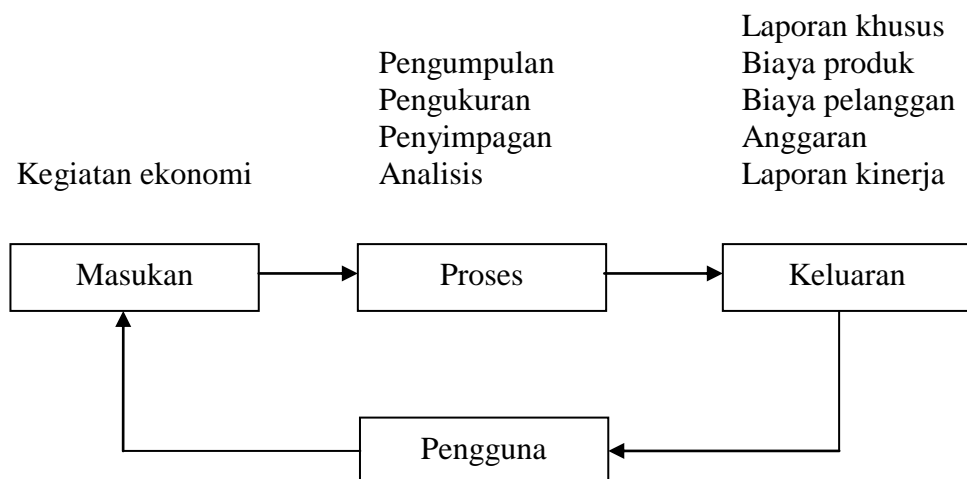 Kegiatan ekonomi
Pengumpulan
Pengukuran
Penyimpagan
Analisis
Laporan khusus
Biaya produk
Biaya pelanggan
Anggaran
Laporan kinerja
Masukan
Proses
Keluaran
Pengguna